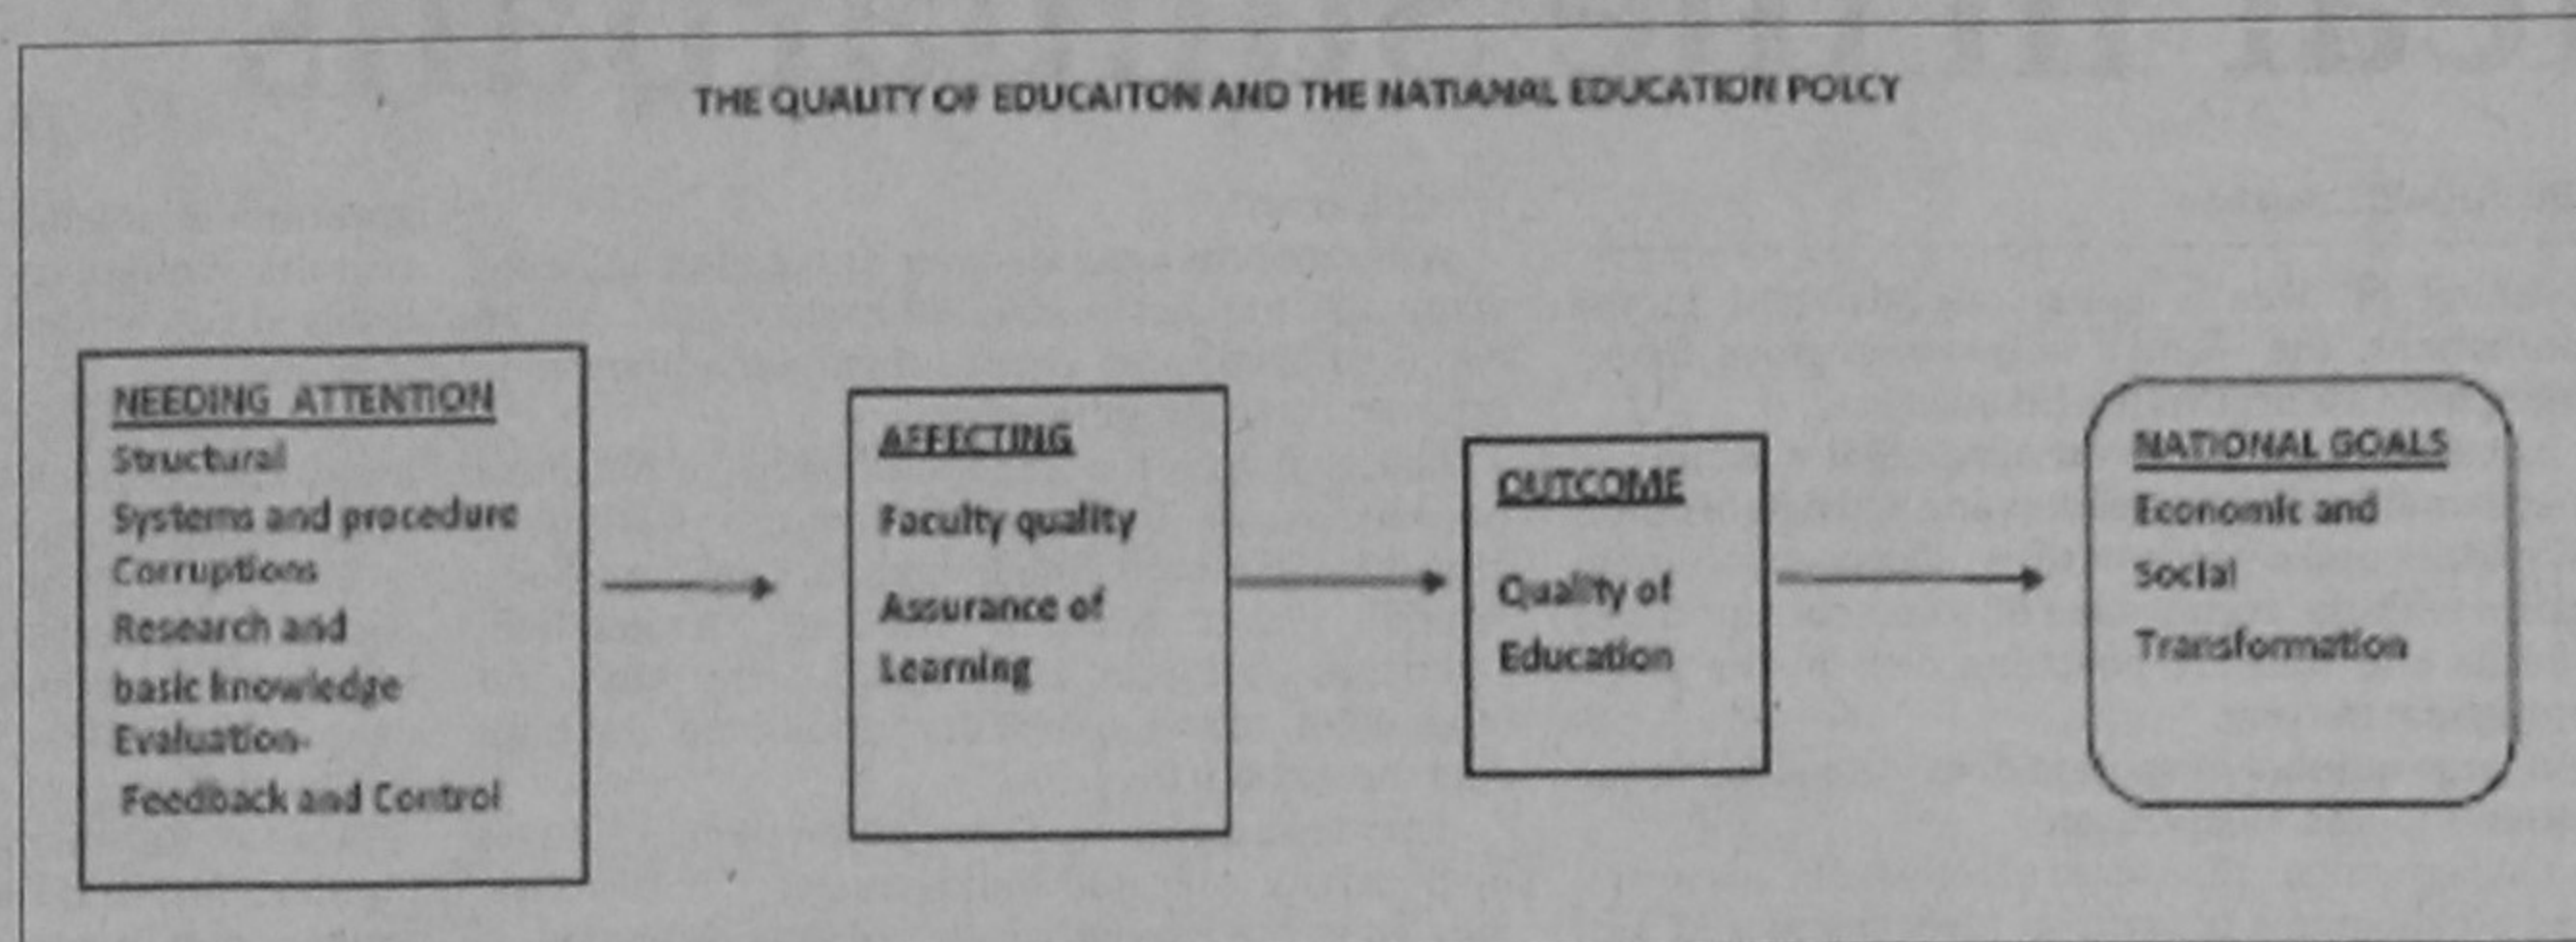 THE QUALITY OF EDUCAITON AND THE NATIANAL EDUCATION POLCY
NEEDING ATTENTION
Structural
Systems and procedure
Corruptions
Research and
basic knowledge
Evaluation-
Feedback and Control
AFFECTING
Faculty quality
Assurance of
Learning
OUTCOME
Quality of
Education
NATIONAL GOALS
Economic and
Social
Transformation